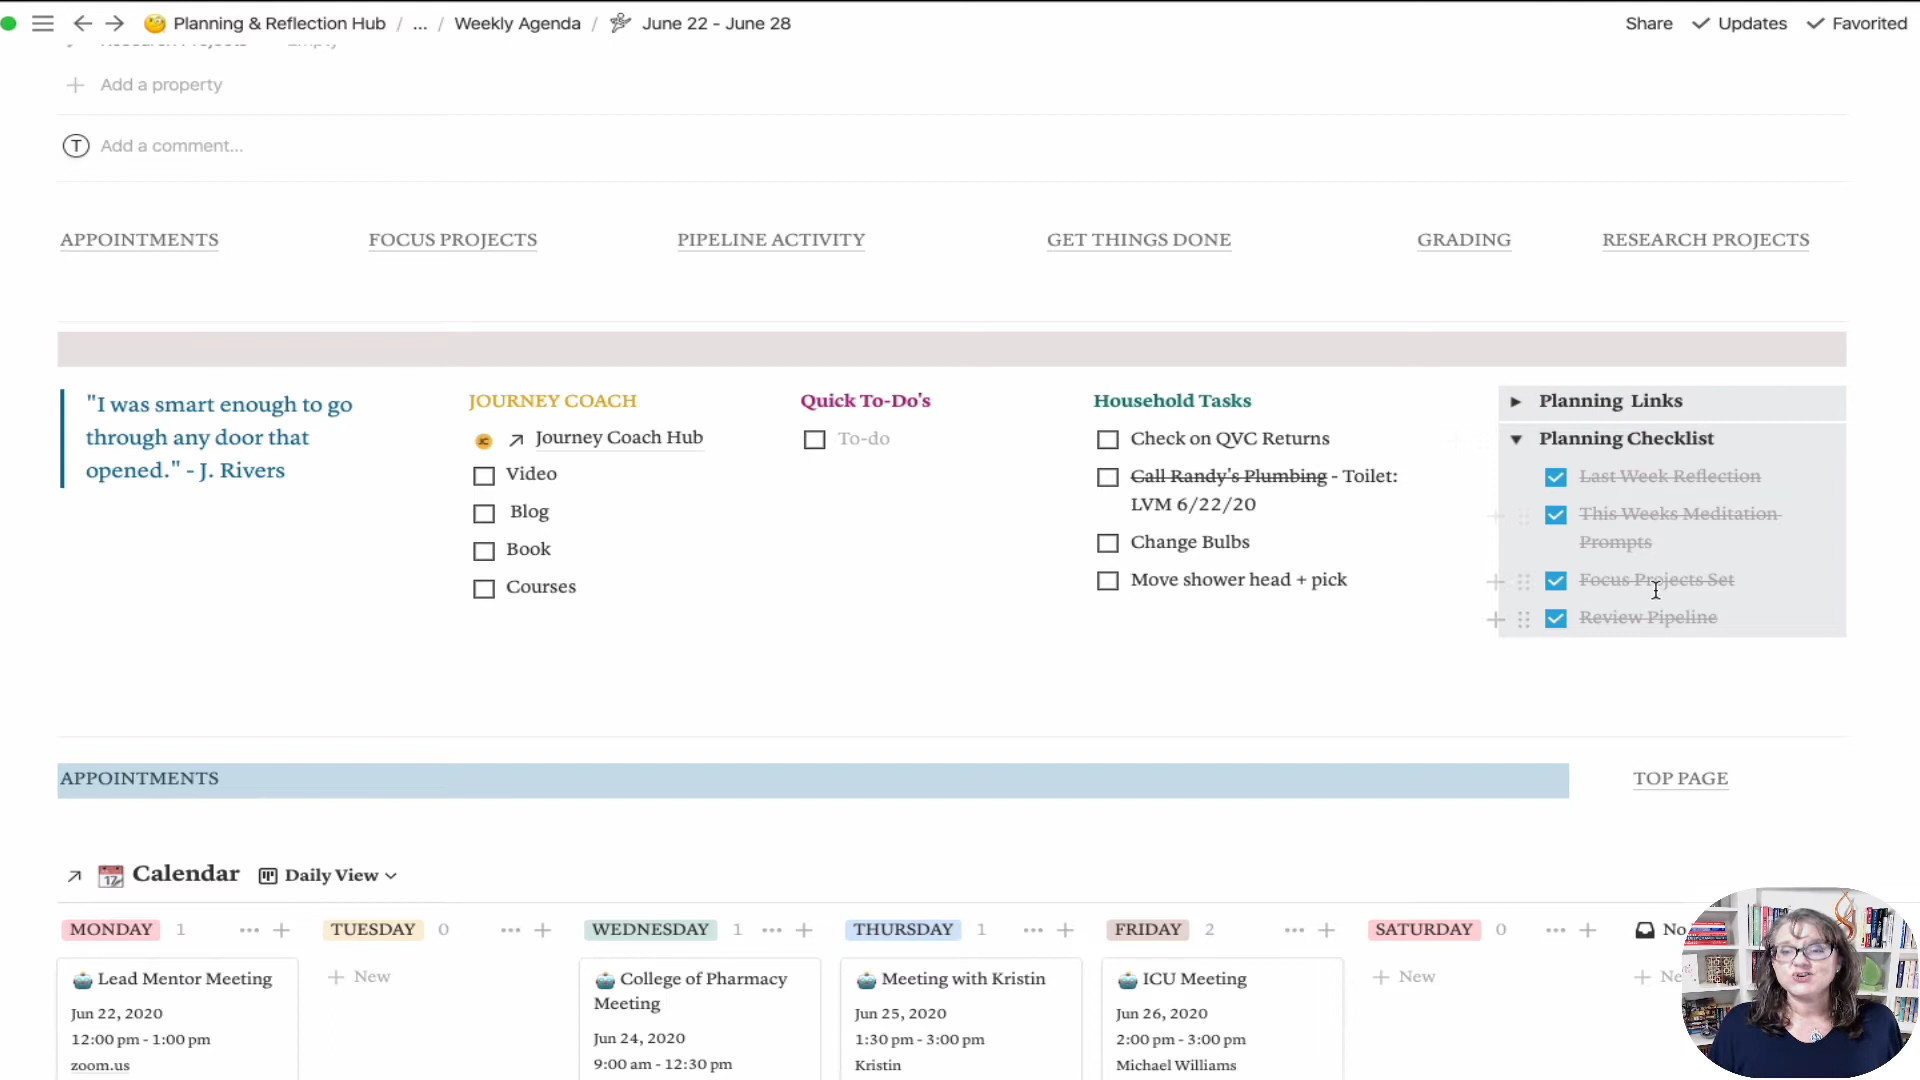 Planning & Reflection Hub / ... / Weekly Agenda / June 22 - June 28
Share Updates Favorited
Research Projects Empty
Add a property
T Add a comment...
APPOINTMENTS FOCUS PROJECTS PIPELINE ACTIVITY GET THINGS DONE GRADING RESEARCH PROJECTS
"I was smart enough to go
through any door that
opened." - J. Rivers
JOURNEY COACH
JC Journey Coach Hub
Video
Blog
Book
Courses
Quick To-Do's
To-do
Household Tasks
Check on QVC Returns
Call Randy's Plumbing - Toilet:
LVM 6/22/20
Change Bulbs
Move shower head + pick
Planning Links
Planning Checklist
Last Week Reflection
This Weeks Meditation
Prompts
Focus Projects Set
Review Pipeline
APPOINTMENTS
TOP PAGE
17 Calendar Daily View
MONDAY 1
Lead Mentor Meeting
Jun 22, 2020
12:00 pm - 1:00 pm
zoom.us
TUESDAY 0
New
WEDNESDAY 1
College of Pharmacy
Meeting
Jun 24, 2020
9:00 am - 12:30 pm
THURSDAY 1
Meeting with Kristin
Jun 25, 2020
1:30 pm - 3:00 pm
Kristin
FRIDAY 2
ICU Meeting
Jun 26, 2020
2:00 pm - 3:00 pm
Michael Williams
SATURDAY 0
New
No
Ne